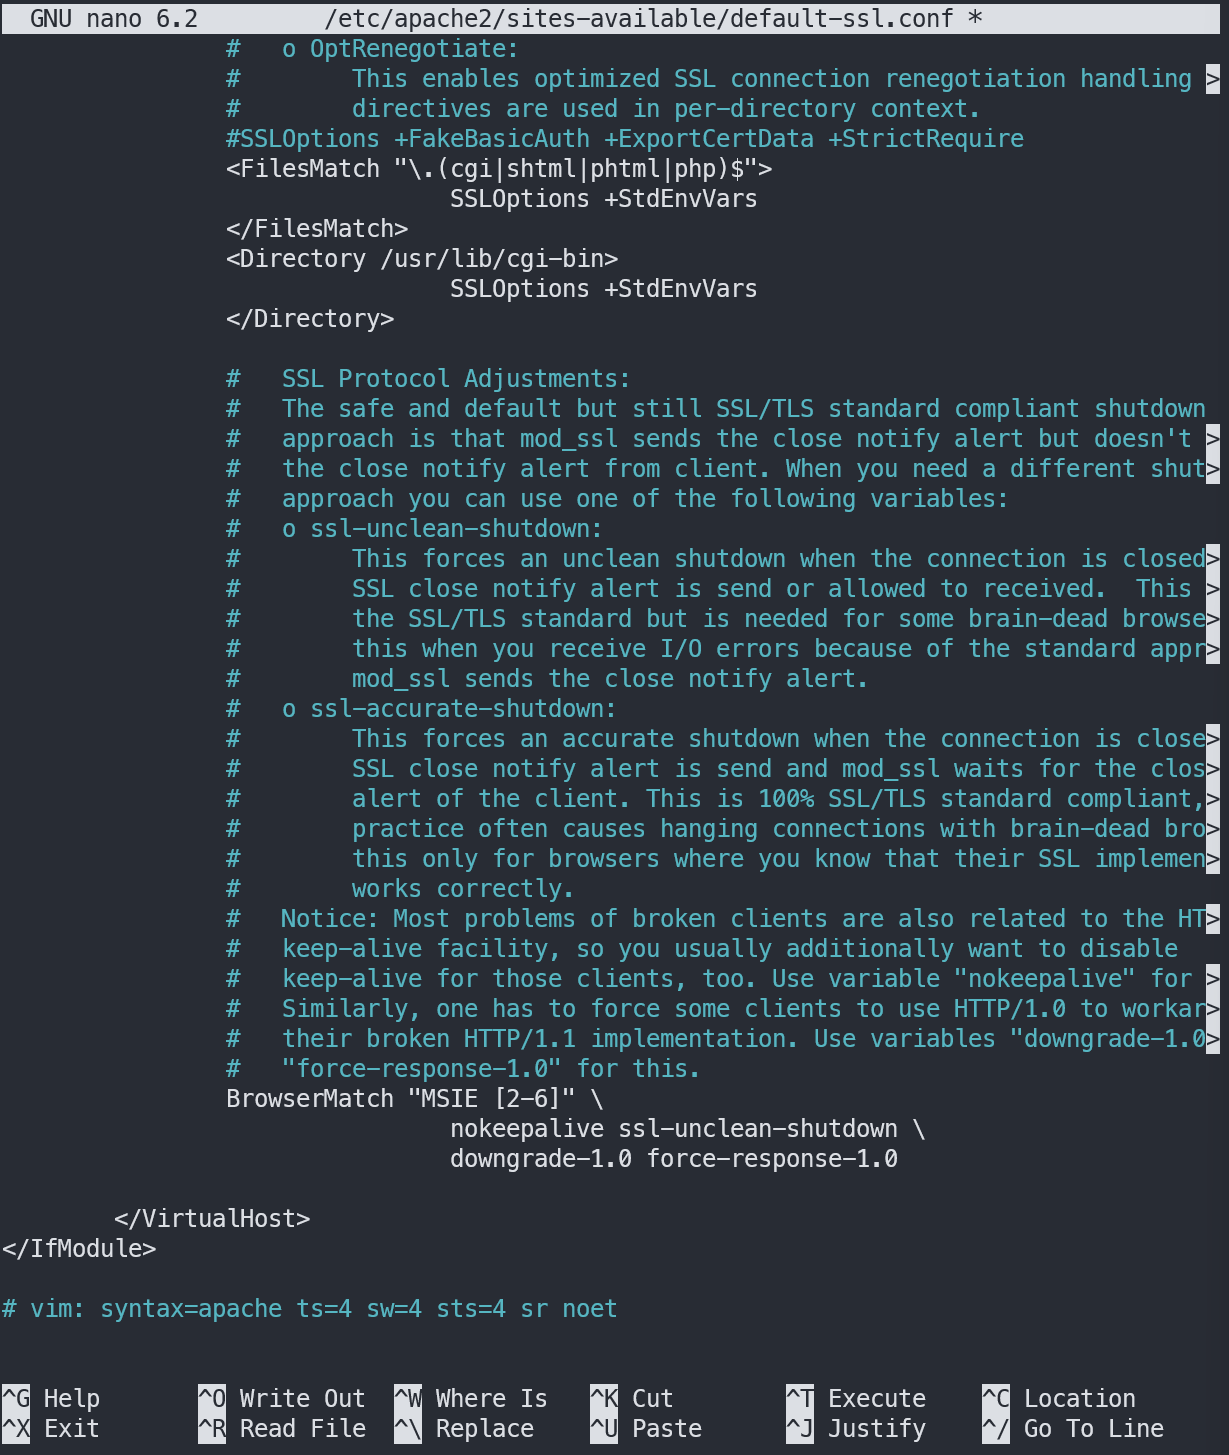 GNU nano 6.2         /etc/apache2/sites-available/default-ssl.conf *
                #   o OptRenegotiate:
                #        This enables optimized SSL connection renegotiation handling >
                #        directives are used in per-directory context.
                #SSLOptions +FakeBasicAuth +ExportCertData +StrictRequire
                <FilesMatch "\.(cgi|shtml|phtml|php)$">
                                SSLOptions +StdEnvVars
                </FilesMatch>
                <Directory /usr/lib/cgi-bin>
                                SSLOptions +StdEnvVars
                </Directory>

                #   SSL Protocol Adjustments:
                #   The safe and default but still SSL/TLS standard compliant shutdown
                #   approach is that mod_ssl sends the close notify alert but doesn't >
                #   the close notify alert from client. When you need a different shut>
                #   approach you can use one of the following variables:
                #   o ssl-unclean-shutdown:
                #        This forces an unclean shutdown when the connection is closed>
                #        SSL close notify alert is send or allowed to received.  This >
                #        the SSL/TLS standard but is needed for some brain-dead browse>
                #        this when you receive I/O errors because of the standard appr>
                #        mod_ssl sends the close notify alert.
                #   o ssl-accurate-shutdown:
                #        This forces an accurate shutdown when the connection is close>
                #        SSL close notify alert is send and mod_ssl waits for the clos>
                #        alert of the client. This is 100% SSL/TLS standard compliant,>
                #        practice often causes hanging connections with brain-dead bro>
                #        this only for browsers where you know that their SSL implemen>
                #        works correctly.
                #   Notice: Most problems of broken clients are also related to the HT>
                #   keep-alive facility, so you usually additionally want to disable
                #   keep-alive for those clients, too. Use variable "nokeepalive" for >
                #   Similarly, one has to force some clients to use HTTP/1.0 to workar>
                #   their broken HTTP/1.1 implementation. Use variables "downgrade-1.0>
                #   "force-response-1.0" for this.
                BrowserMatch "MSIE [2-6]" \
                                nokeepalive ssl-unclean-shutdown \
                                downgrade-1.0 force-response-1.0

        </VirtualHost>
</IfModule>

# vim: syntax=apache ts=4 sw=4 sts=4 sr noet

^G Help       ^O Write Out  ^W Where Is   ^K Cut        ^T Execute    ^C Location
^X Exit       ^R Read File  ^\ Replace    ^U Paste      ^J Justify    ^/ Go To Line